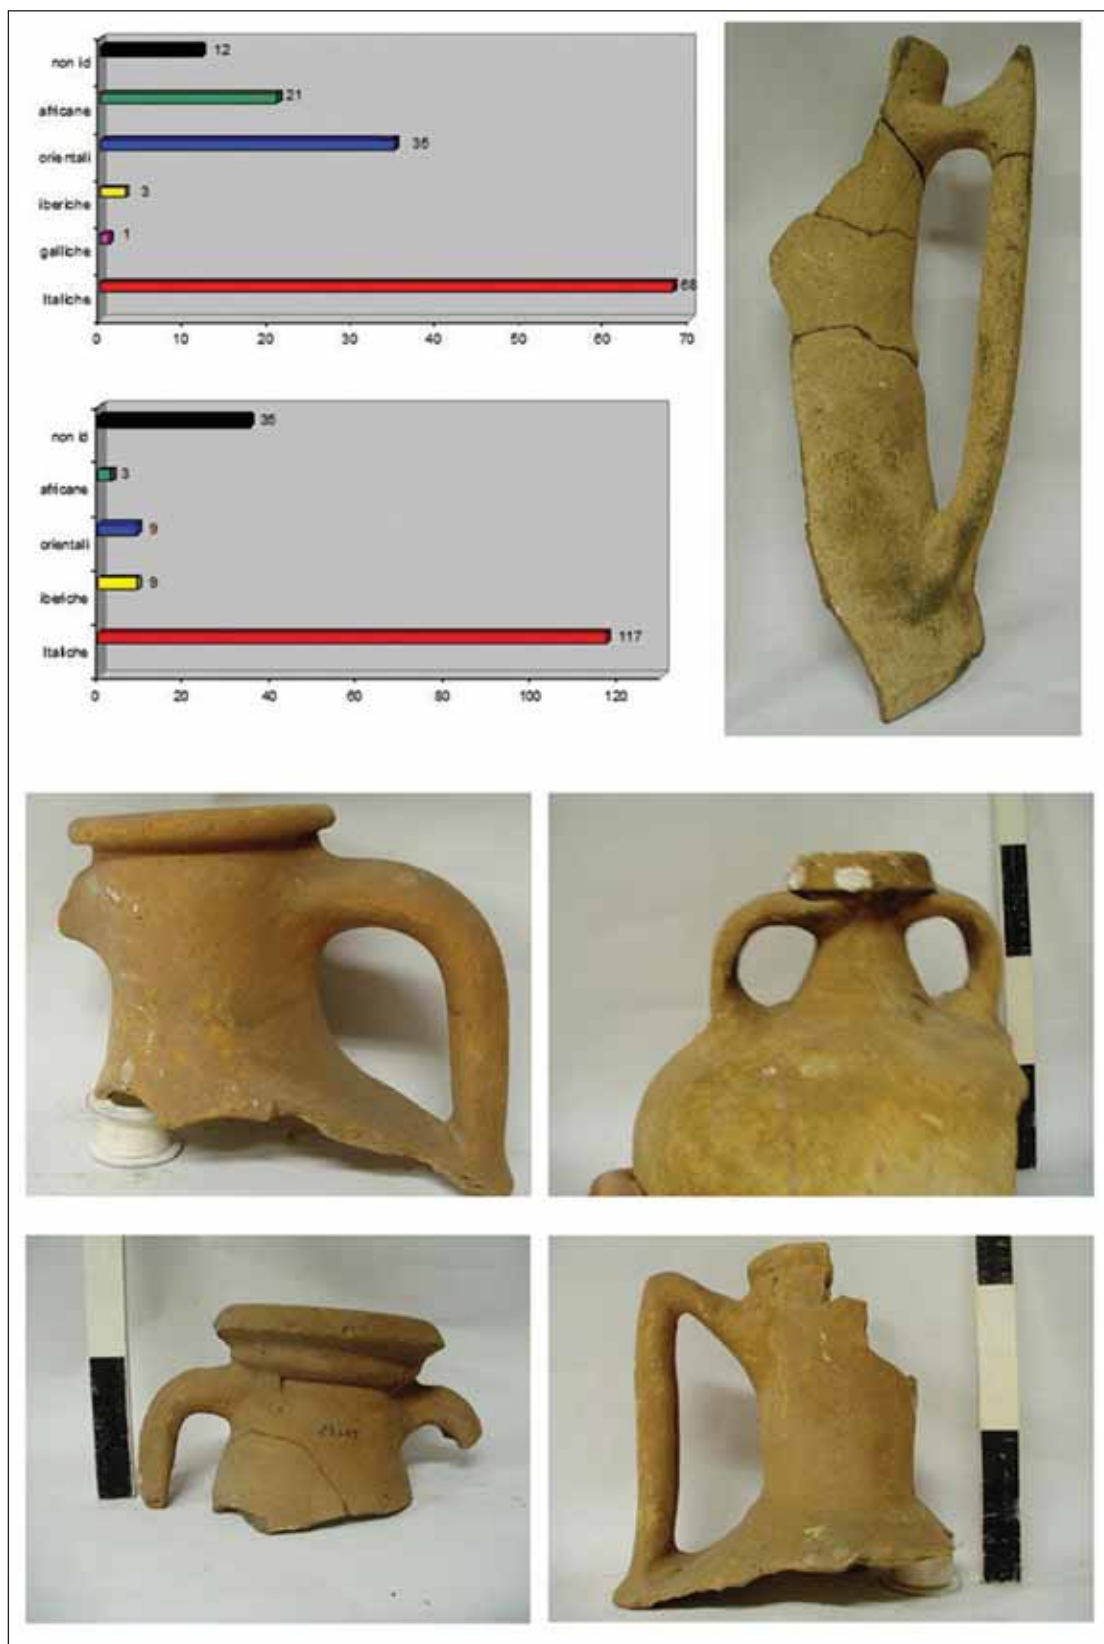 non id 12
africane 21
orientali 35
iberiche 3
galliche 1
Italiche 68
0 10 20 30 40 50 60 70
non id 35
africane 3
orientali 9
iberiche 9
Italiche 117
0 20 40 60 80 100 120